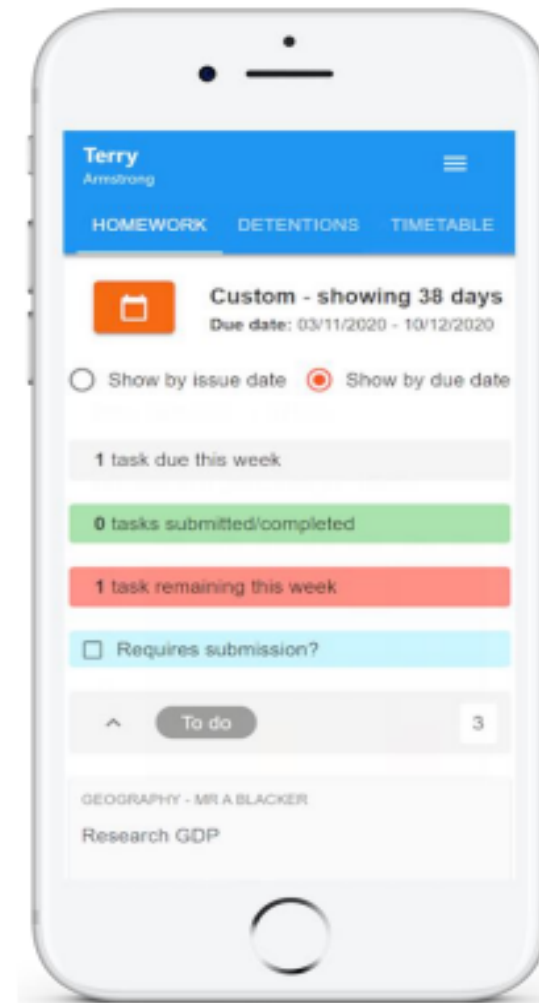 Terry
Armstrong
HOMEWORK DETENTIONS TIMETABLE
Custom - showing 38 days
Due date: 03/11/2020 - 10/12/2020
Show by issue date Show by due date
1 task due this week
0 tasks submitted/completed
1 task remaining this week
Requires submission?
To do 3
GEOGRAPHY - MR A BLACKER
Research GDP